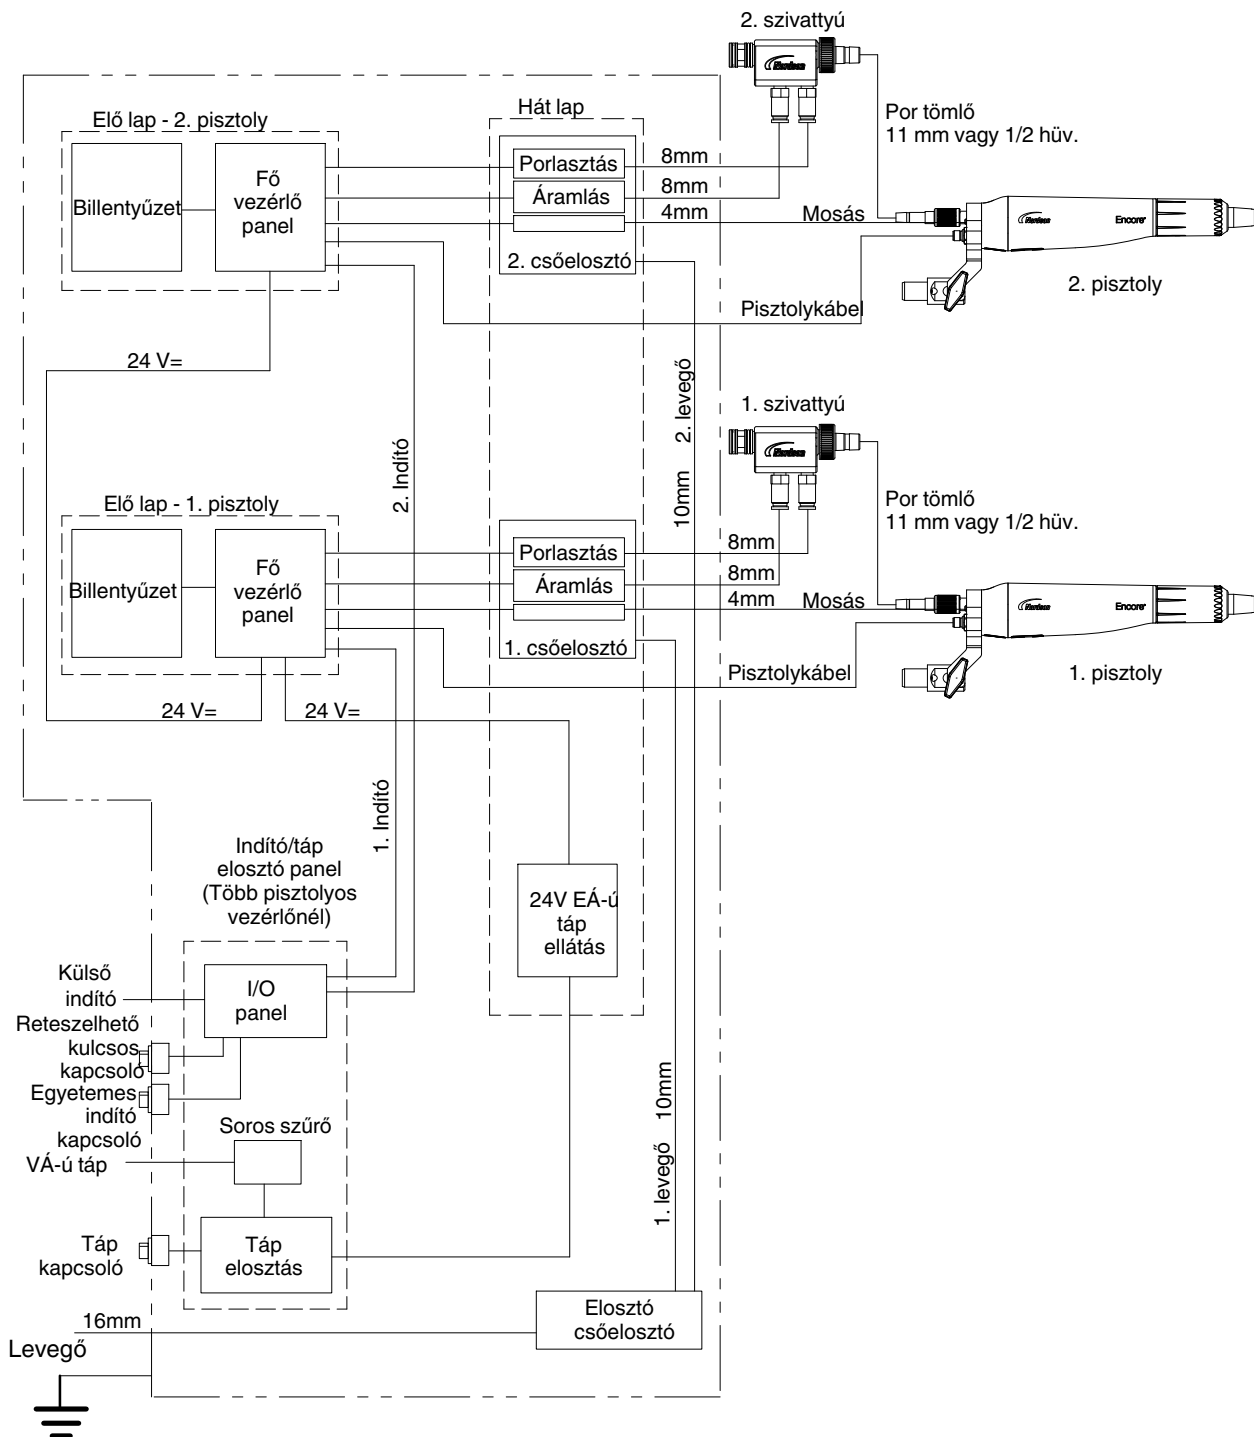 2. szivattyú
Nordson
Hát lap
Elő lap - 2. pisztoly
Por tömlő
11 mm vagy 1/2 hüv.
Billentyűzet
Fő
vezérlő
panel
Porlasztás
8mm
Áramlás
8mm
4mm
Mosás
Nordson
Encore
2. csőelosztó
2. pisztoly
Pisztolykábel
24 V=
2. levegő
10mm
2. Indító
1. szivattyú
Nordson
Elő lap - 1. pisztoly
Por tömlő
11 mm vagy 1/2 hüv.
Billentyűzet
Fő
vezérlő
panel
Porlasztás
8mm
Áramlás
8mm
4mm
Mosás
Nordson
Encore
1. csőelosztó
Pisztolykábel
1. pisztoly
24 V=
24 V=
1. Indító
Indító/táp
elosztó panel
(Több pisztolyos
vezérlőnél)
24V EÁ-ú
táp
ellátás
Külső
indító
I/O
panel
Reteszelhető
kulcsos
kapcsoló
Egyetemes
indító
kapcsoló
Soros szűrő
VÁ-ú táp
10mm
1. levegő
Táp
kapcsoló
Táp
elosztás
Elosztó
csőelosztó
16mm
Levegő